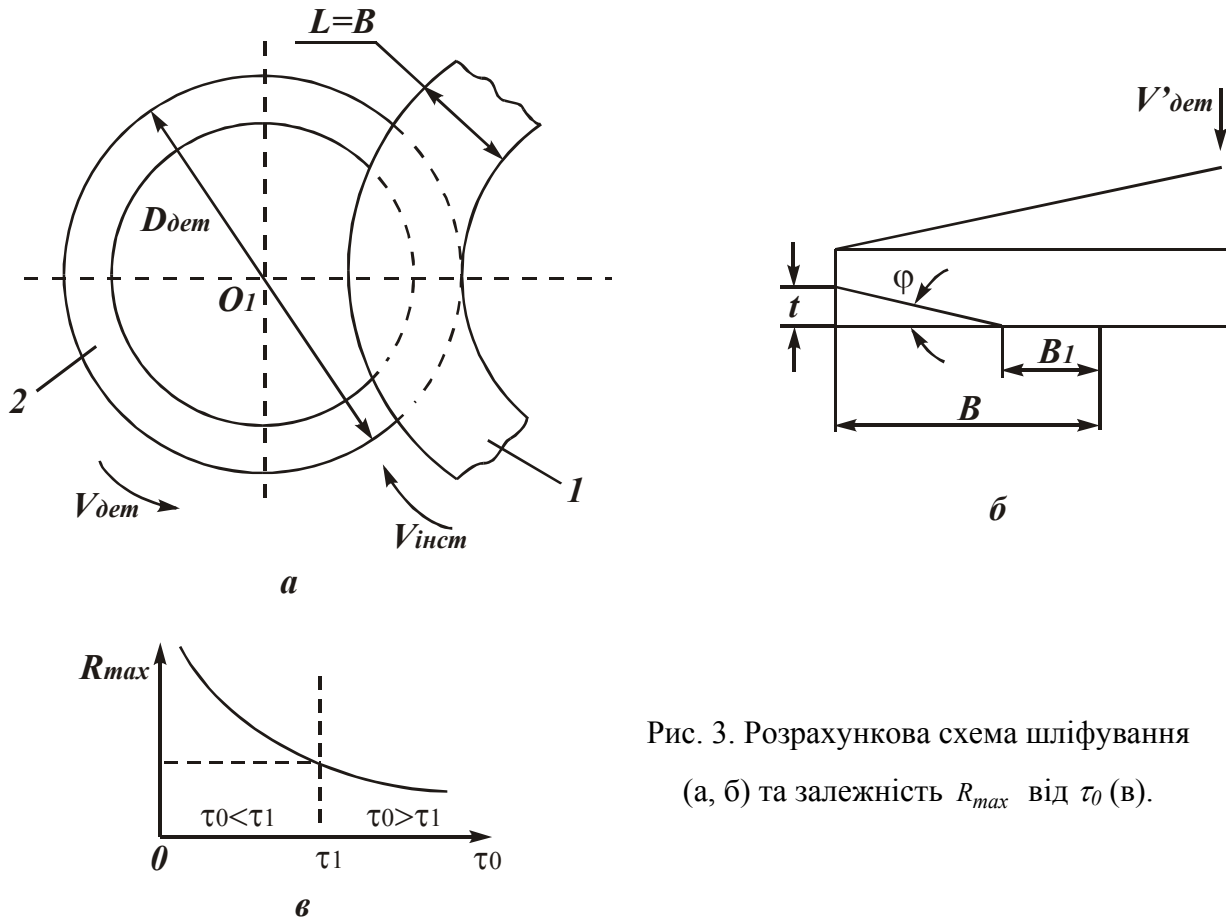 L=B
Dдет
O1
2
1
Vдет
Vінст
а
V’дет
φ
t
B1
B
б
Rmax
τ0<τ1
τ0>τ1
0
τ1
τ0
в
Рис. 3. Розрахункова схема шліфування
(а, б) та залежність Rmax від τ0 (в).